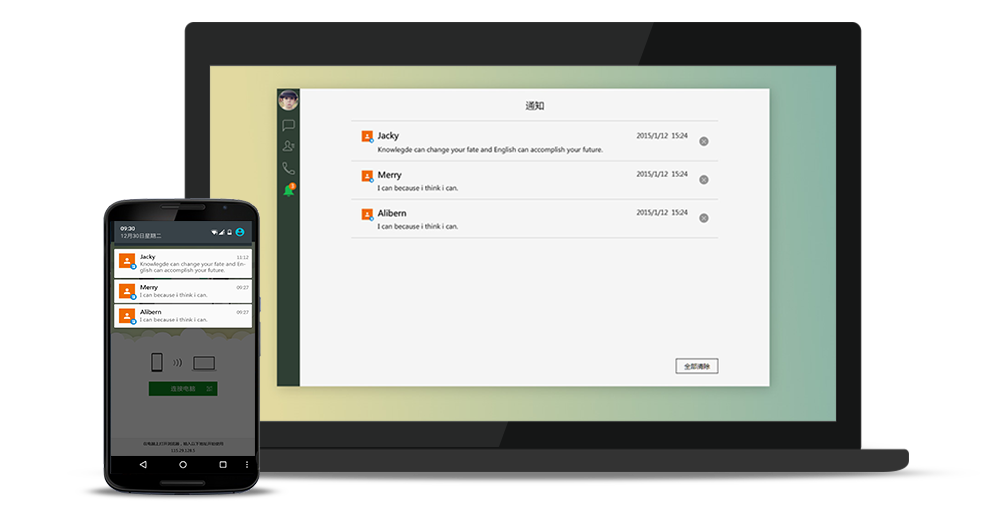 通知
Jacky
2015/1/12 15:24
Knowlegde can change your fate and English can accomplish your future.
Merry
2015/1/12 15:24
I can because i think i can.
Alibern
2015/1/12 15:24
I can because i think i can.
全部清除
09:30
12月30日星期二
Jacky
11:12
Knowlegde can change your fate and En-
glish can accomplish your future.
Merry
09:27
I can because i think i can.
Alibern
09:27
I can because i think i can.
连接电脑